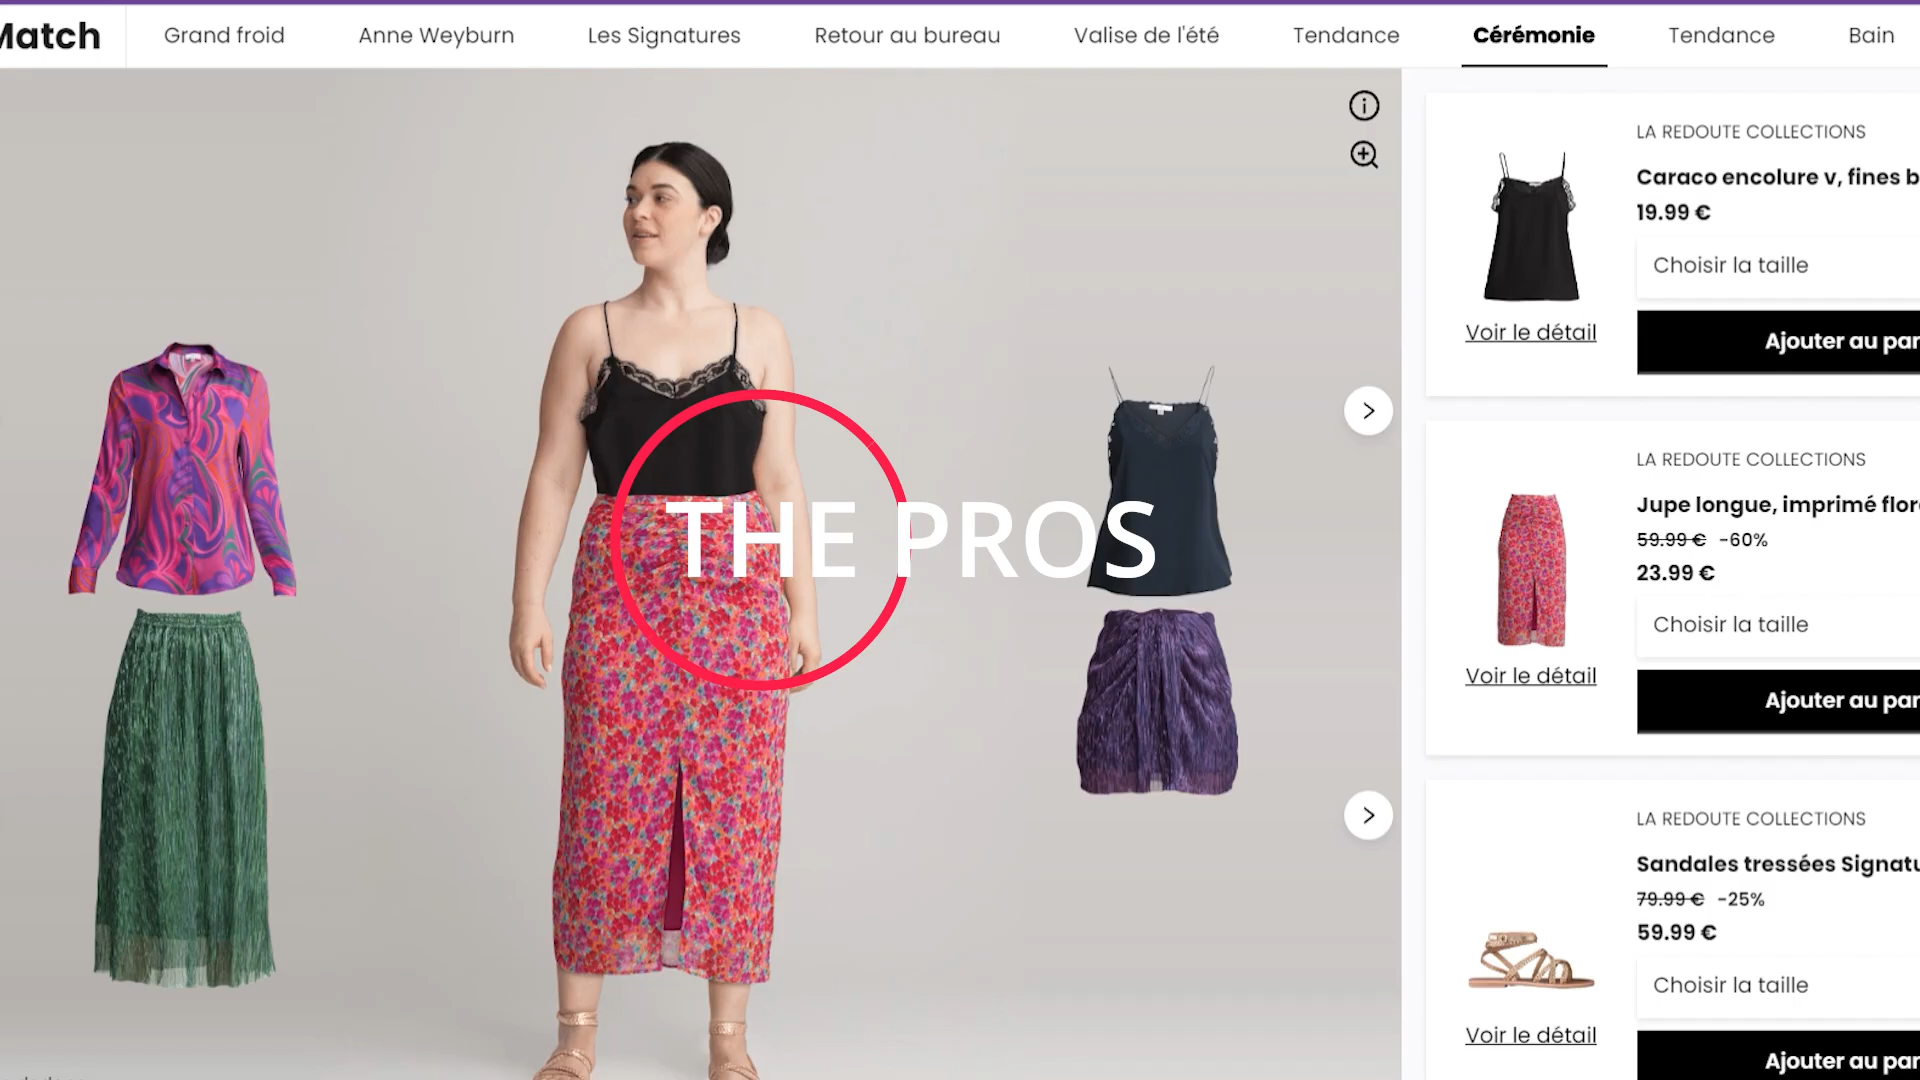 Match
Grand froid
Anne Weyburn
Les Signatures
Retour au bureau
Valise de l'été
Tendance
Cérémonie
Tendance
Bain
THE PROS
LA REDOUTE COLLECTIONS
Caraco encolure v, fines b
19.99 €
Choisir la taille
Voir le détail
Ajouter au par
LA REDOUTE COLLECTIONS
Jupe longue, imprimé flor
59.99 € -60%
23.99 €
Choisir la taille
Voir le détail
Ajouter au par
LA REDOUTE COLLECTIONS
Sandales tressées Signatu
79.99 € -25%
59.99 €
Choisir la taille
Voir le détail
Ajouter au par